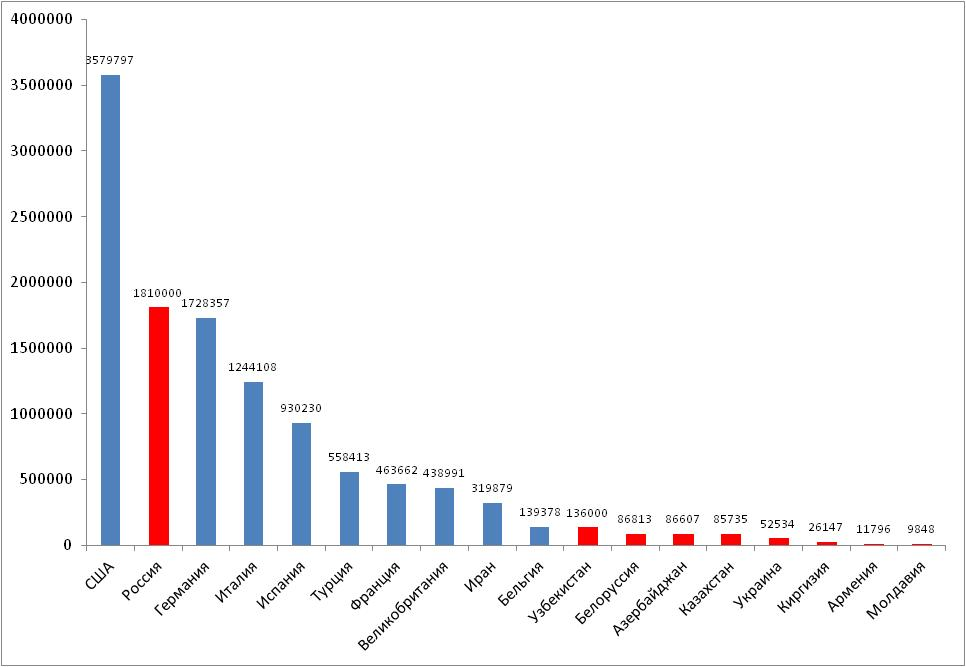 4000000
3500000
3000000
2500000
2000000
1500000
1000000
500000
0
3579797
1810000
1728357
1244108
930230
558413
463662
438991
319879
139378
136000
86813
86607
85735
52534
26147
11796
9848
США
Россия
Германия
Италия
Испания
Турция
Франция
Великобритания
Иран
Бельгия
Узбекистан
Белоруссия
Азербайджан
Казахстан
Украина
Киргизия
Армения
Молдавия